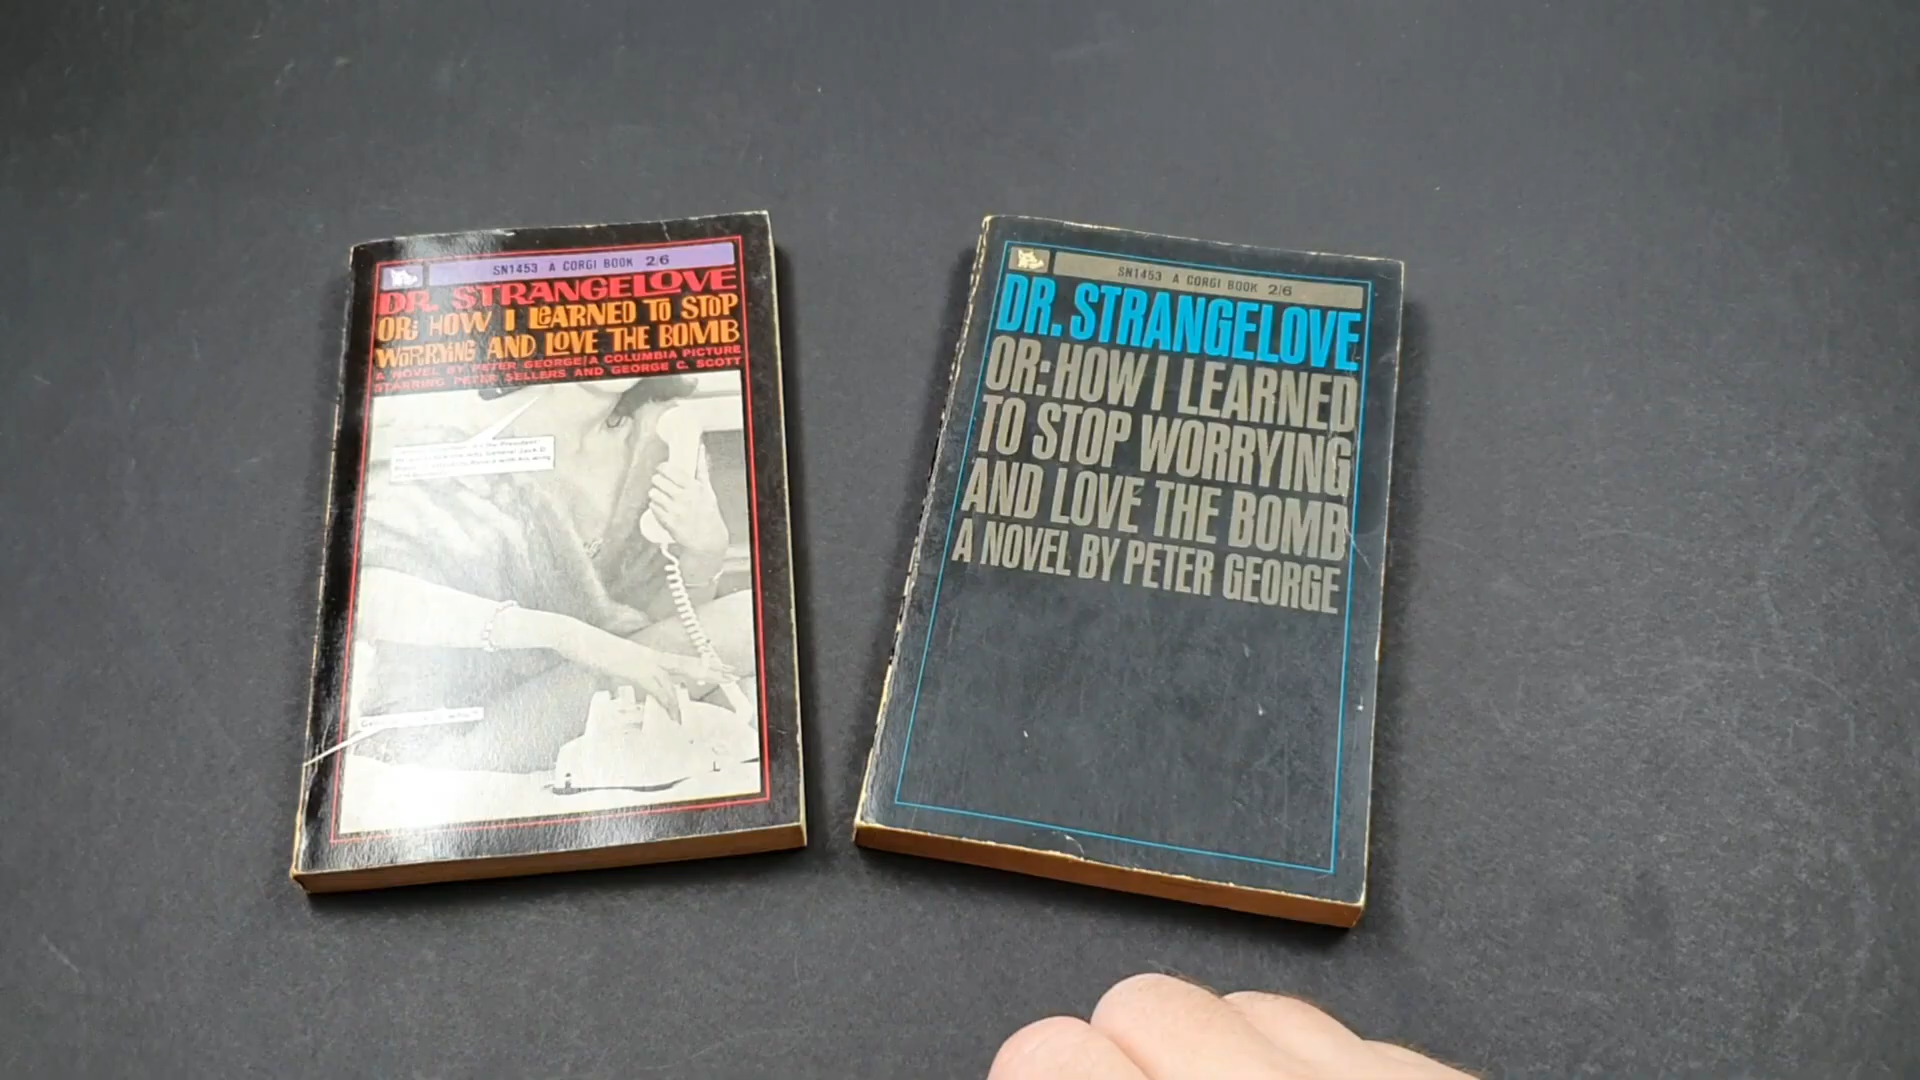 SN1453 A CORGI BOOK 2/6
DR. STRANGELOVE
OR: HOW I LEARNED TO STOP
WORRYING AND LOVE THE BOMB
A NOVEL BY PETER GEORGE/A COLUMBIA PICTURE
STARRING PETER SELLERS AND GEORGE C. SCOTT
SN1453 A CORGI BOOK 2/6
DR. STRANGELOVE
OR: HOW I LEARNED
TO STOP WORRYING
AND LOVE THE BOMB
A NOVEL BY PETER GEORGE